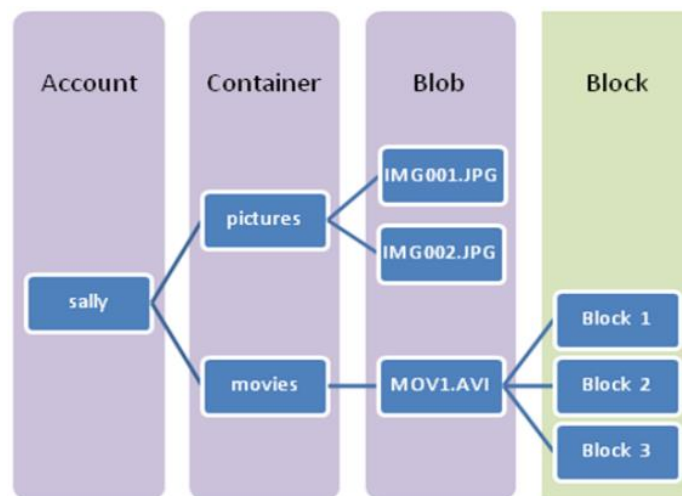 Account
Container
Blob
Block
IMG001.JPG
pictures
IMG002.JPG
sally
Block 1
movies
MOV1.AVI
Block 2
Block 3